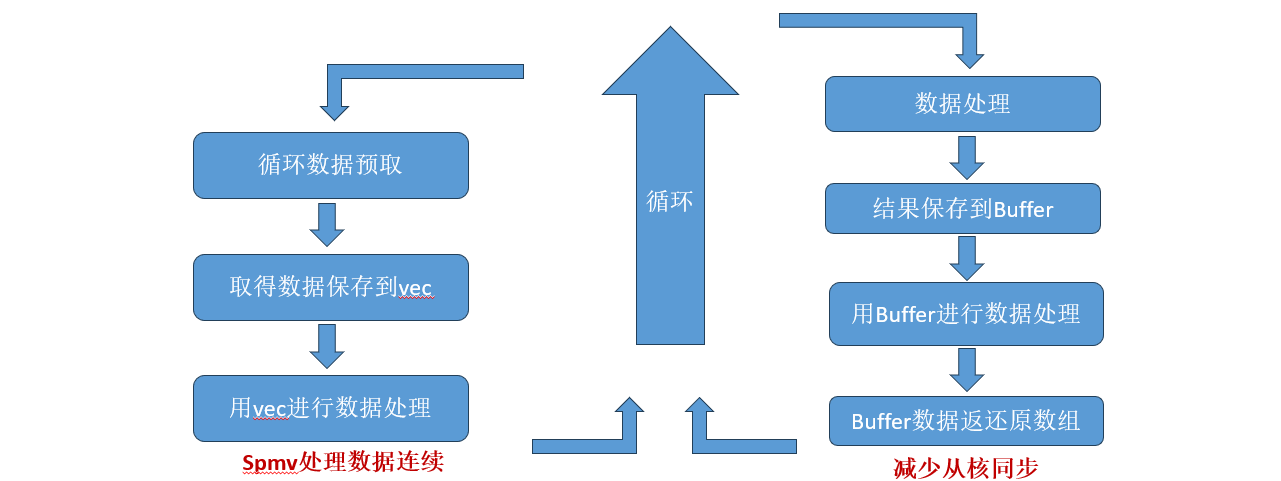 循环数据预取
取得数据保存到vec
用vec进行数据处理
Spmv处理数据连续
循环
数据处理
结果保存到Buffer
用Buffer进行数据处理
Buffer数据返还原数组
减少从核同步